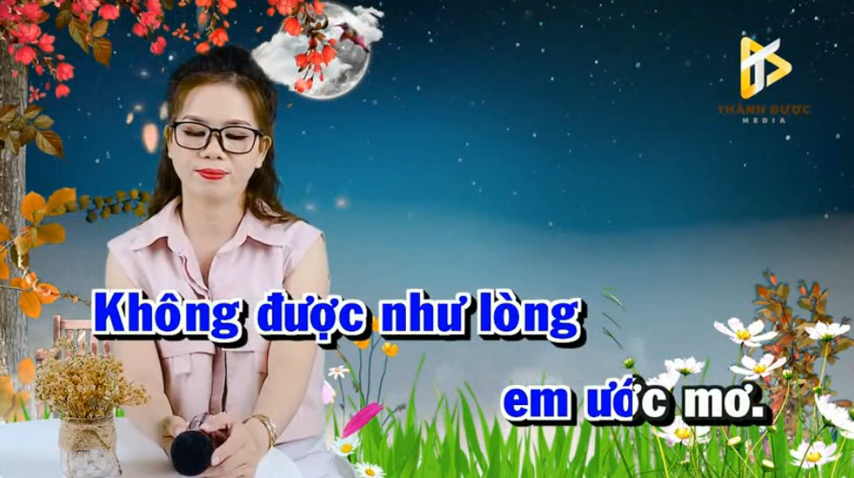 THÀNH ĐƯỢC
MEDIA
Không được như lòng
em ước mơ.